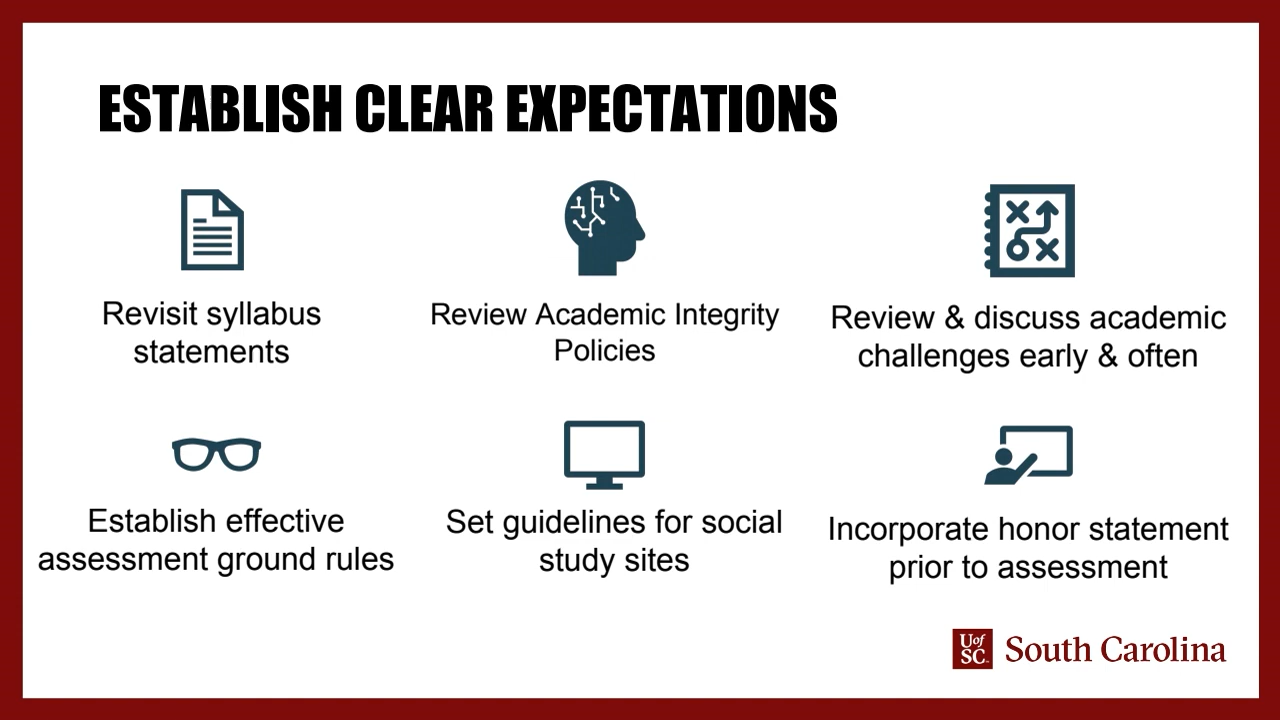 ESTABLISH CLEAR EXPECTATIONS
Revisit syllabus
statements
Review Academic Integrity
Policies
Review & discuss academic
challenges early & often
Establish effective
assessment ground rules
Set guidelines for social
study sites
Incorporate honor statement
prior to assessment
Uof
SC
South Carolina